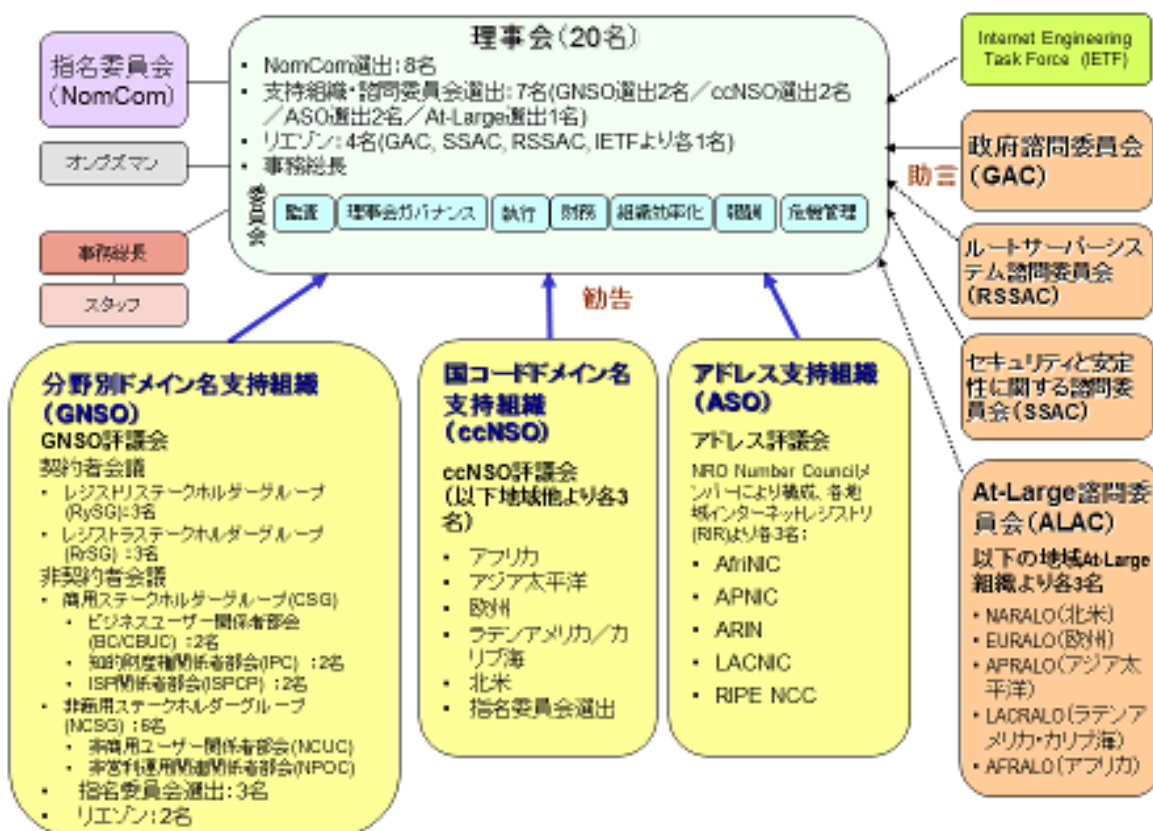 指名委員会
(NomCom)
オンブズマン
事務総長
スタッフ
理事会(20名)
• NomCom選出:8名
• 支持組織・諮問委員会選出:7名(GNSO選出2名/ccNSO選出2名
/ASO選出2名/At-Large選出1名)
• リエゾン:4名(GAC, SSAC, RSSAC, IETFより各1名)
• 事務総長
委員会
監査
理事会ガバナンス
執行
財務
組織効率化
報酬
危機管理
Internet Engineering
Task Force (IETF)
助言
政府諮問委員会
(GAC)
ルートサーバーシス
テム諮問委員会
(RSSAC)
セキュリティと安定
性に関する諮問委
員会(SSAC)
At-Large諮問委
員会(ALAC)
以下の地域At-Large
組織より各3名
• NARALO(北米)
• EURALO(欧州)
• APRALO(アジア太
平洋)
• LACRALO(ラテンア
メリカ・カリブ海)
• AFRALO(アフリカ)
勧告
分野別ドメイン名支持組織
(GNSO)
GNSO評議会
契約者会議
• レジストリステークホルダーグループ
(RySG):3名
• レジストラステークホルダーグループ
(RrSG):3名
非契約者会議
• 商用ステークホルダーグループ(CSG)
• ビジネスユーザー関係者部会
(BC/CBUC):2名
• 知的財産権関係者部会(IPC):2名
• ISP関係者部会(ISPCP):2名
• 非商用ステークホルダーグループ
(NCSG):6名
• 非商用ユーザー関係者部会(NCUC)
• 非営利運用関連関係者部会(NPOC)
• 指名委員会選出:3名
• リエゾン:2名
国コードドメイン名
支持組織
(ccNSO)
ccNSO評議会
(以下地域他より各3
名)
• アフリカ
• アジア太平洋
• 欧州
• ラテンアメリカ/カ
リブ海
• 北米
• 指名委員会選出
アドレス支持組織
(ASO)
アドレス評議会
NRO Number Councilメ
ンバーにより構成、各地
域インターネットレジストリ
(RIR)より各3名:
• AfriNIC
• APNIC
• ARIN
• LACNIC
• RIPE NCC